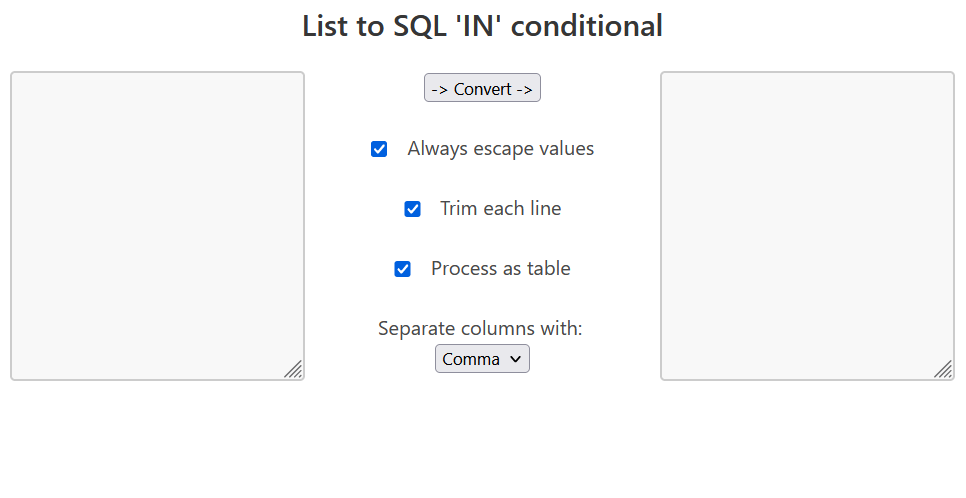 List to SQL 'IN' conditional
-> Convert ->
Always escape values
Trim each line
Process as table
Separate columns with:
Comma